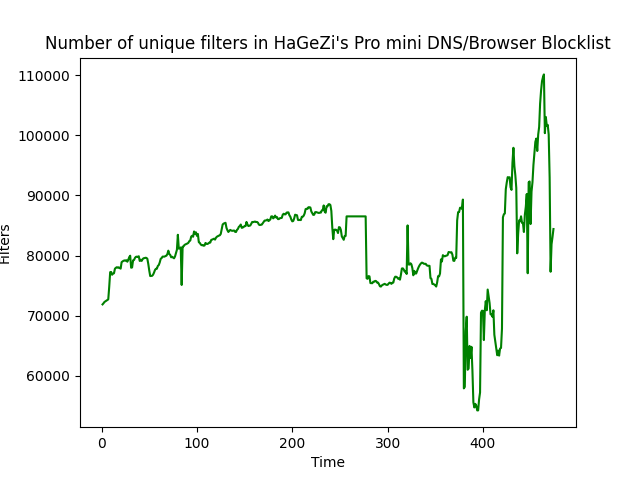 Number of unique filters in HaGeZi's Pro mini DNS/Browser Blocklist
110000
100000
90000
80000
70000
60000
Filters
0 100 200 300 400
Time